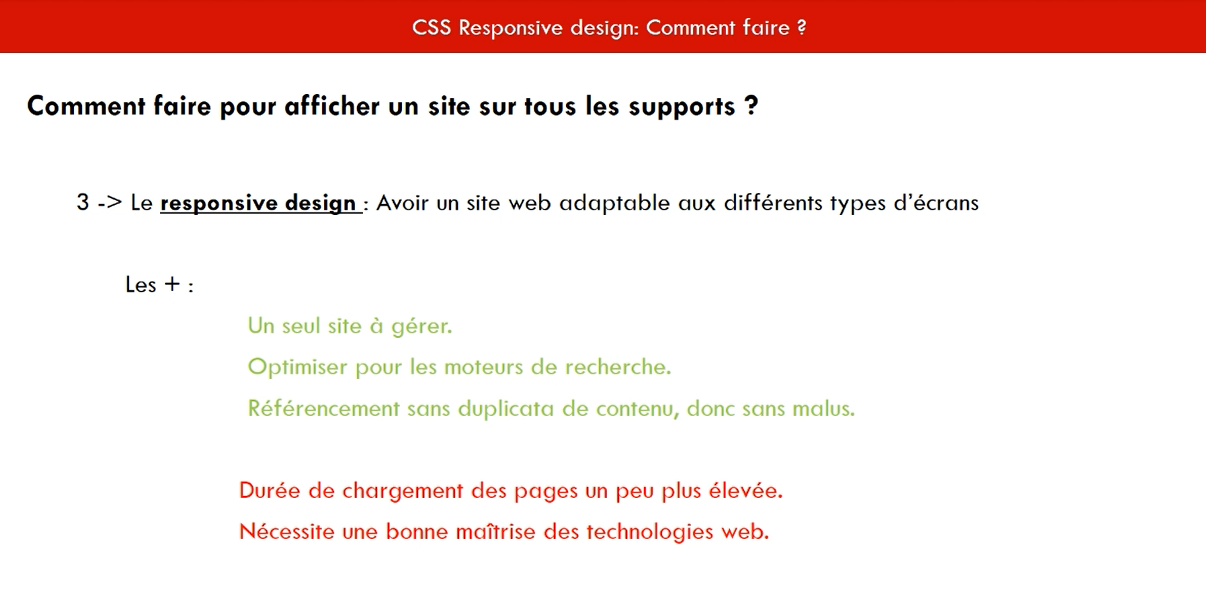 CSS Responsive design: Comment faire ?
Comment faire pour afficher un site sur tous les supports ?
3 -> Le responsive design : Avoir un site web adaptable aux différents types d’écrans
Les + :
Un seul site à gérer.
Optimiser pour les moteurs de recherche.
Référencement sans duplicata de contenu, donc sans malus.
Durée de chargement des pages un peu plus élevée.
Nécessite une bonne maîtrise des technologies web.